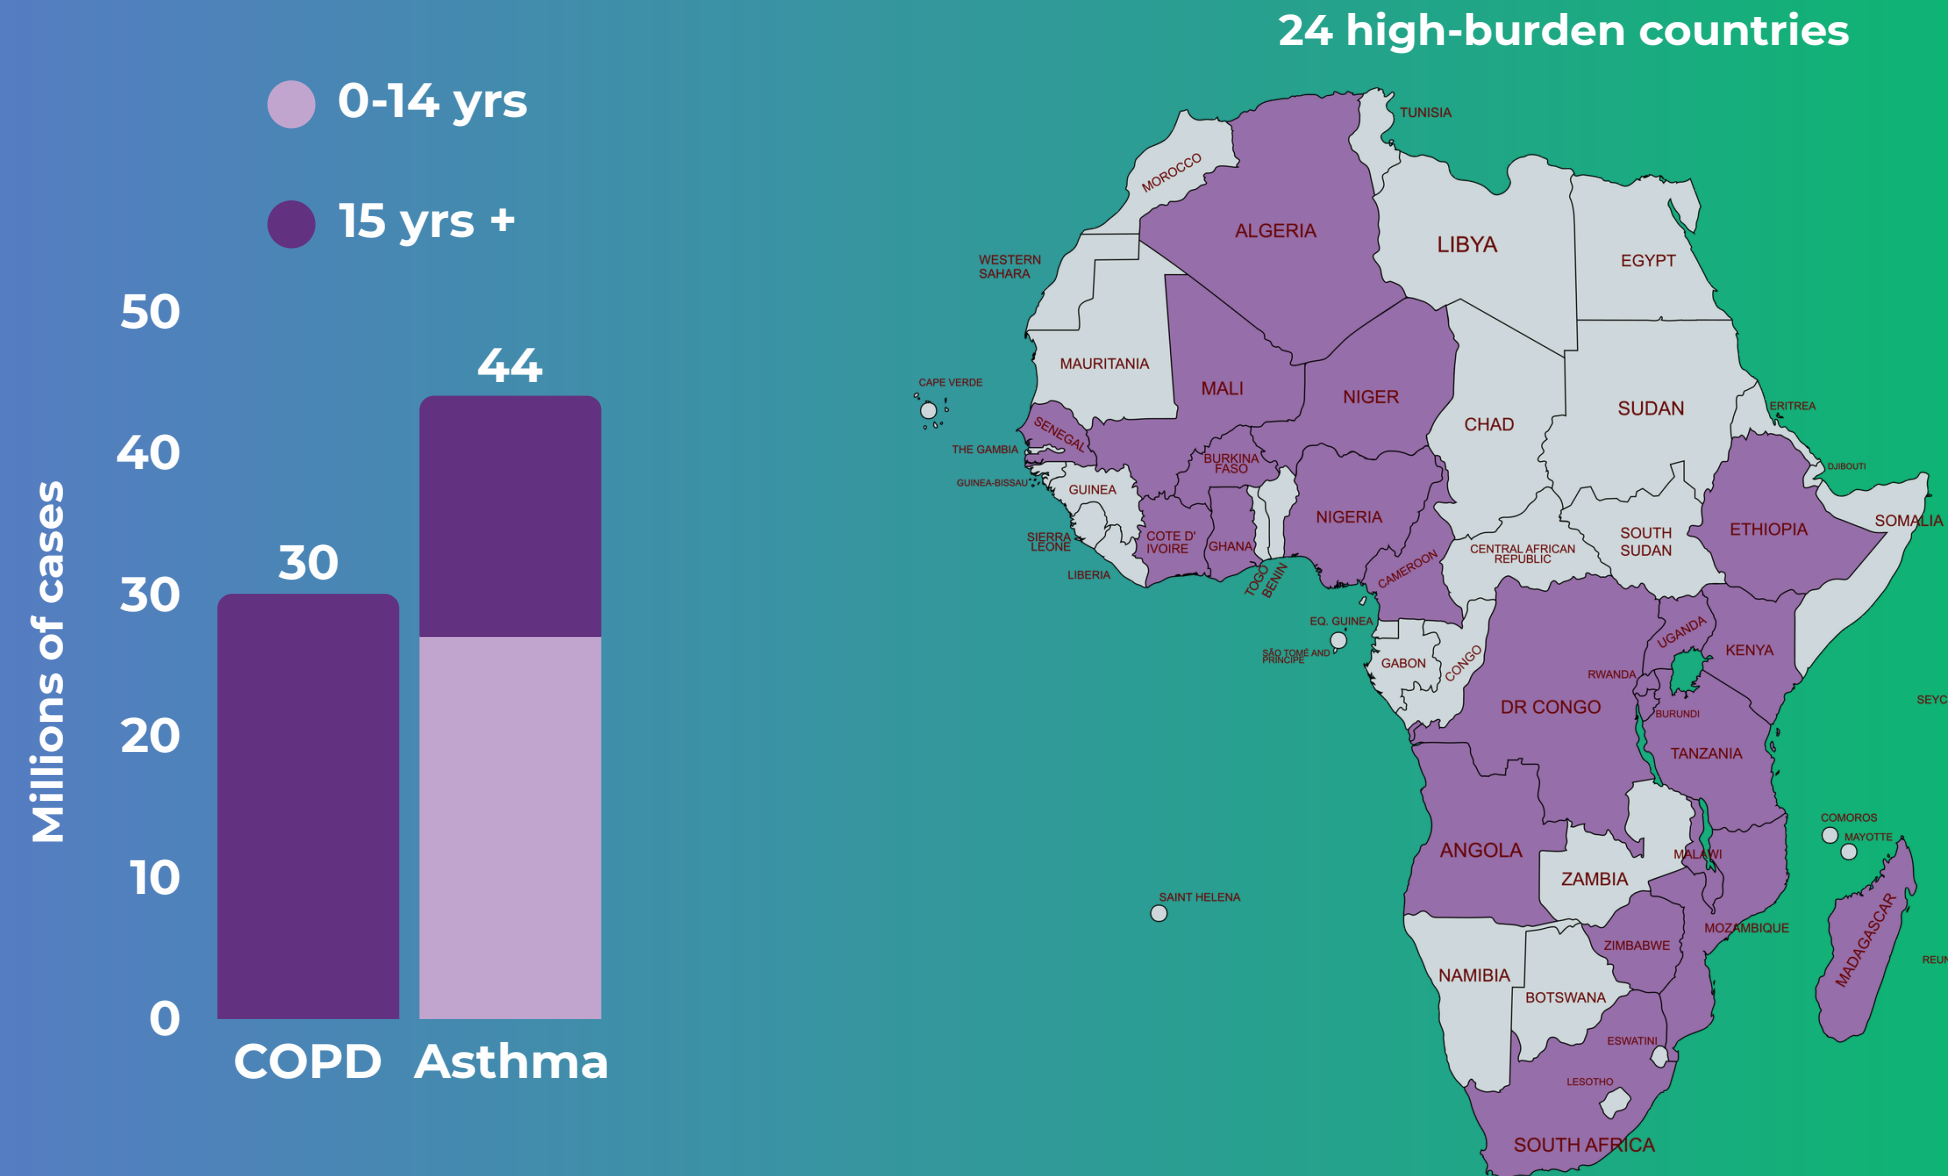 24 high-burden countries
0-14 yrs
15 yrs +
Millions of cases
50
40
30
20
10
0
30
44
COPD
Asthma
TUNISIA
MOROCCO
ALGERIA
LIBYA
EGYPT
WESTERN
SAHARA
MAURITANIA
CAPE VERDE
MALI
NIGER
CHAD
SUDAN
ERITREA
SENEGAL
THE GAMBIA
BURKINA
FASO
DJIBOUTI
GUINEA-BISSAU
GUINEA
NIGERIA
SOMALIA
SIERRA
LEONE
COTE D'
IVOIRE
GHANA
SOUTH
SUDAN
ETHIOPIA
CENTRAL AFRICAN
REPUBLIC
LIBERIA
TOGO
BENIN
CAMEROON
EQ. GUINEA
SÃO TOMÉ AND
PRINCIPE
GABON
CONGO
UGANDA
KENYA
RWANDA
DR CONGO
BURUNDI
SEYC
TANZANIA
COMOROS
MAYOTTE
ANGOLA
MALAWI
ZAMBIA
SAINT HELENA
MOZAMBIQUE
MADAGASCAR
ZIMBABWE
REUN
NAMIBIA
BOTSWANA
ESWATINI
LESOTHO
SOUTH AFRICA